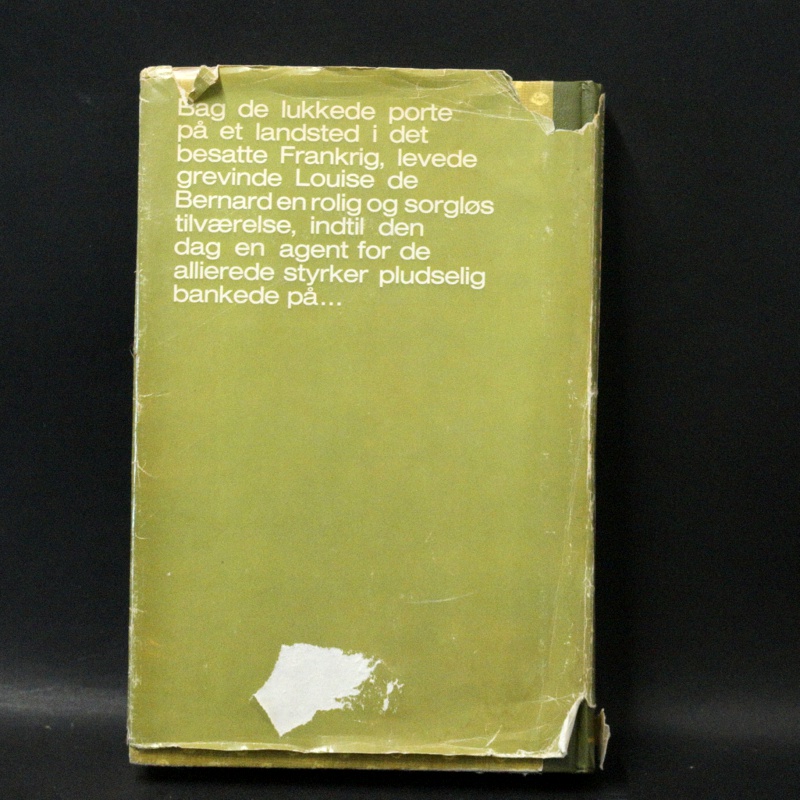 Bag de lukkede porte
på et landsted i det
besatte Frankrig, levede
grevinde Louise de
Bernard en rolig og sorgløs
tilværelse, indtil den
dag en agent for de
allierede styrker pludselig
bankede på...